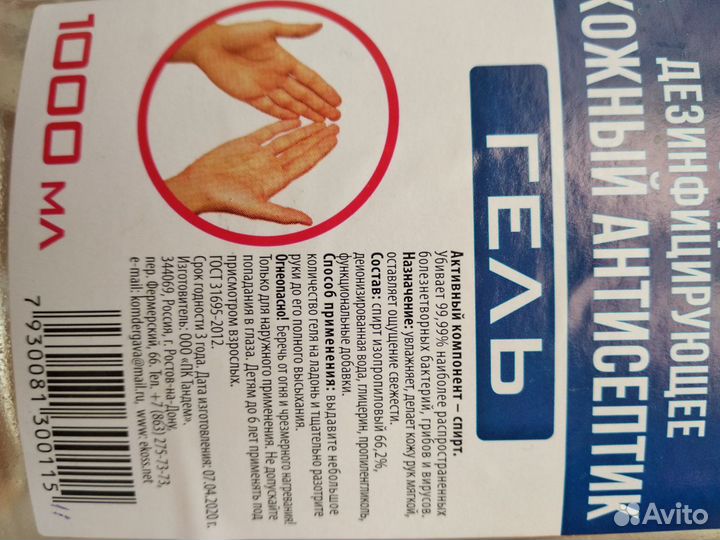 ДЕЗИНФИЦИРУЮЩЕЕ
КОЖНЫЙ АНТИСЕПТИК
ГЕЛЬ
1000 МЛ
Активный компонент – спирт.
Убивает 99,99% наиболее распространенных
болезнетворных бактерий, грибов и вирусов.
Назначение: увлажняет, делает кожу рук мягкой,
оставляет ощущение свежести.
Состав: спирт изопропиловый 66,2%,
деионизированная вода, глицерин, пропиленгликоль,
функциональные добавки.
Способ применения: выдавите небольшое
количество геля на ладонь и тщательно разотрите
руки до его полного высыхания.
Огнеопасно! Беречь от огня и чрезмерного нагревания!
Только для наружного применения. Не допускайте
попадания в глаза. Детям до 6 лет применять под
присмотром взрослых.
ГОСТ 31695-2012.
Срок годности 3 года. Дата изготовления: 07.04.2020 г.
Изготовитель: ООО «ПК Тандем».
344069, Россия, г. Ростов-на-Дону,
пер. Фермерский, 66. Тел. +7 (863) 275-73-73,
e-mail: komdergava@mail.ru, www: ekoss.net
7 930081 300115
Avito